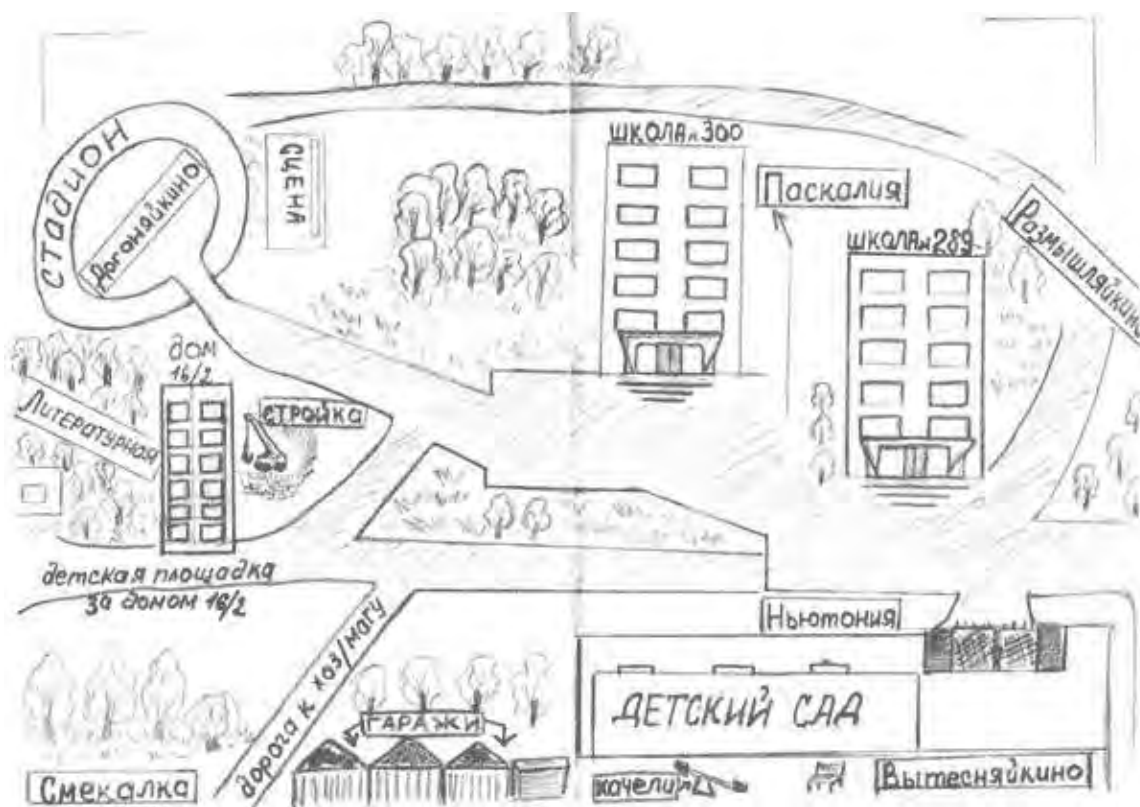 СТАДИОН
Догоняйкино
СЦЕНА
ШКОЛА № 300
Паскалия
ШКОЛА № 289
Размышляйкино
ДОМ
16/2
Литературная
СТРОЙКА
детская площадка
за домом 16/2
Ньютония
дорога к хоз/магу
ГАРАЖИ
ДЕТСКИЙ САД
Смекалка
качели
Вытесняйкино